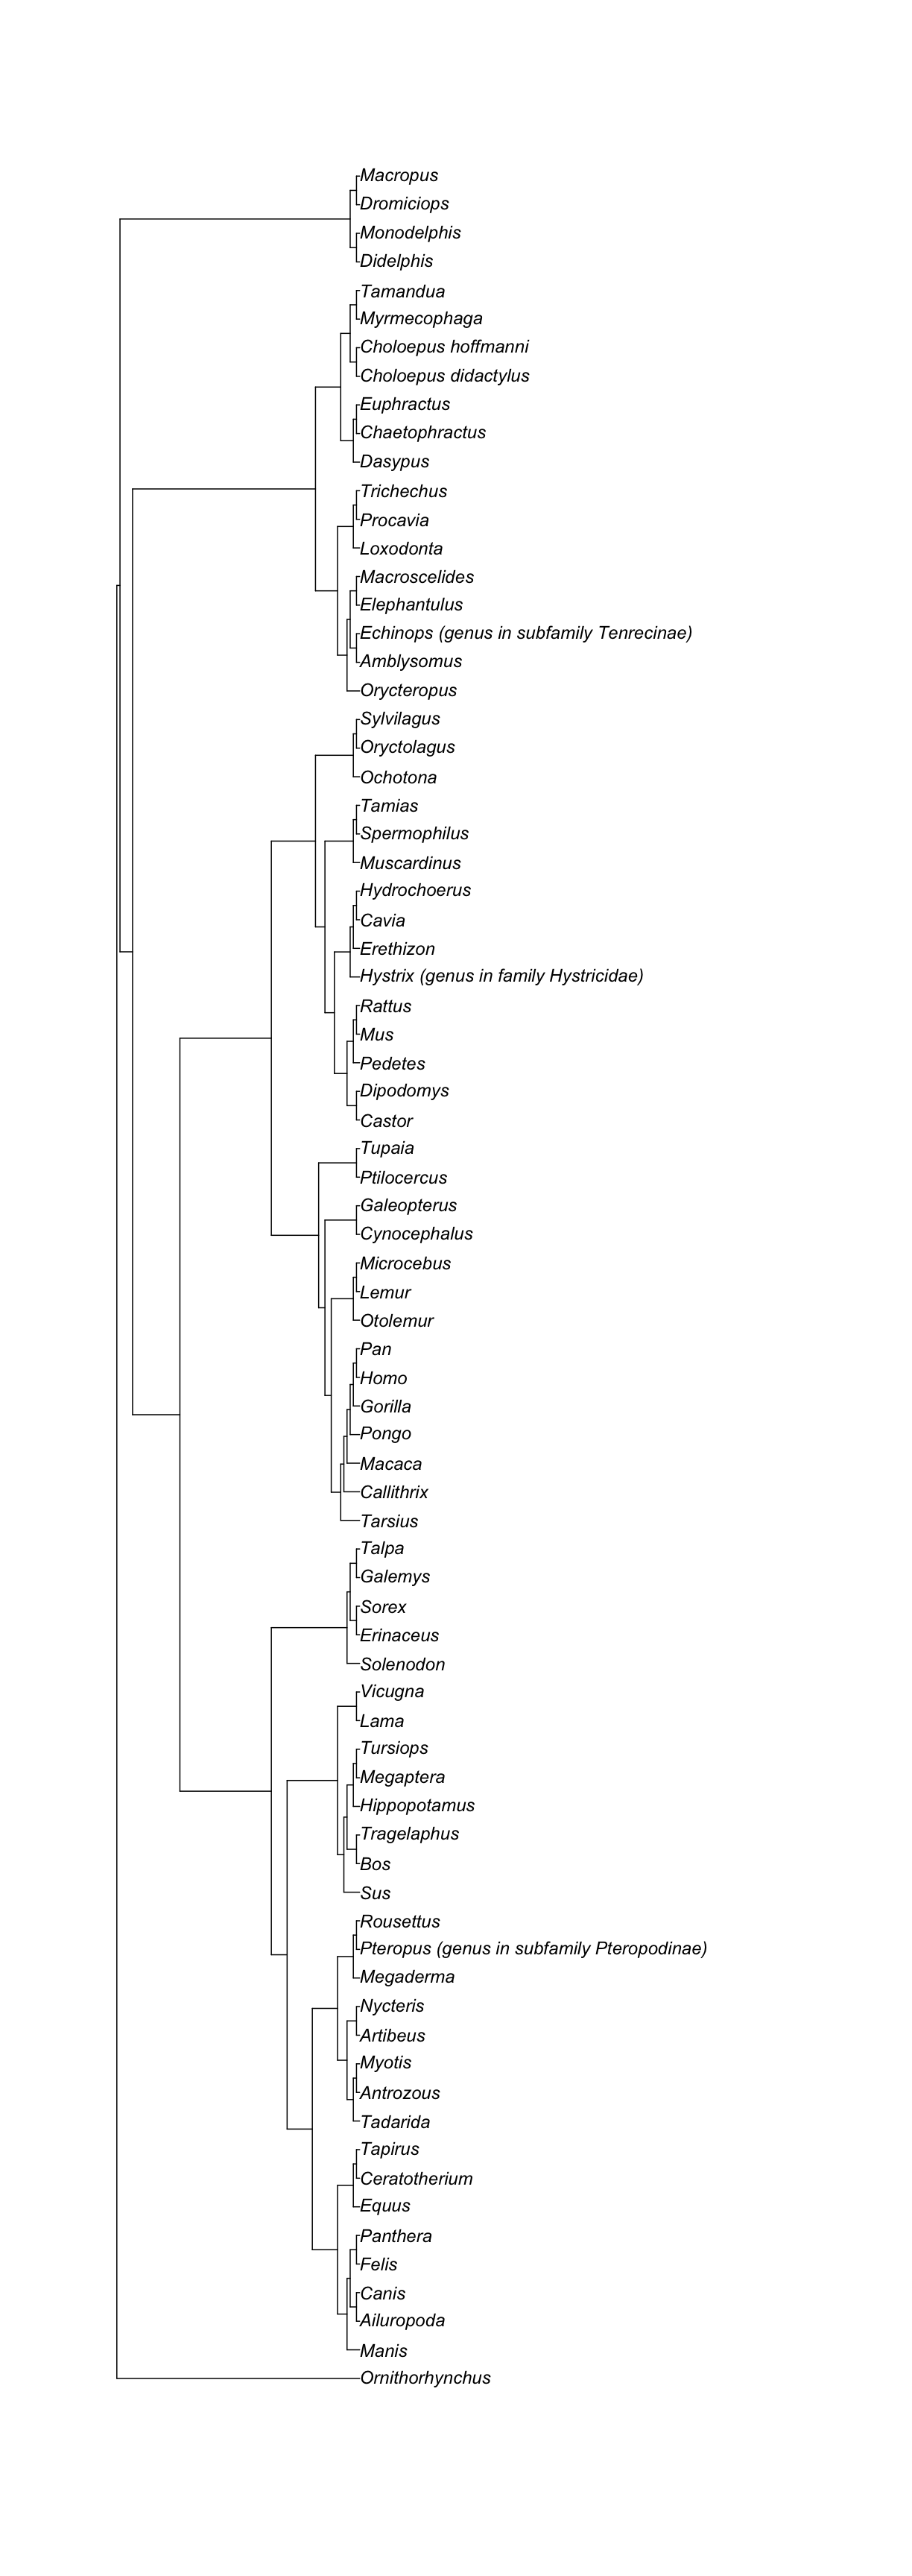 Macropus
Dromiciops
Monodelphis
Didelphis
Tamandua
Myrmecophaga
Choloepus hoffmanni
Choloepus didactylus
Euphractus
Chaetophractus
Dasypus
Trichechus
Procavia
Loxodonta
Macroscelides
Elephantulus
Echinops (genus in subfamily Tenrecinae)
Amblysomus
Orycteropus
Sylvilagus
Oryctolagus
Ochotona
Tamias
Spermophilus
Muscardinus
Hydrochoerus
Cavia
Erethizon
Hystrix (genus in family Hystricidae)
Rattus
Mus
Pedetes
Dipodomys
Castor
Tupaia
Ptilocercus
Galeopterus
Cynocephalus
Microcebus
Lemur
Otolemur
Pan
Homo
Gorilla
Pongo
Macaca
Callithrix
Tarsius
Talpa
Galemys
Sorex
Erinaceus
Solenodon
Vicugna
Lama
Tursiops
Megaptera
Hippopotamus
Tragelaphus
Bos
Sus
Rousettus
Pteropus (genus in subfamily Pteropodinae)
Megaderma
Nycteris
Artibeus
Myotis
Antrozous
Tadarida
Tapirus
Ceratotherium
Equus
Panthera
Felis
Canis
Ailuropoda
Manis
Ornithorhynchus